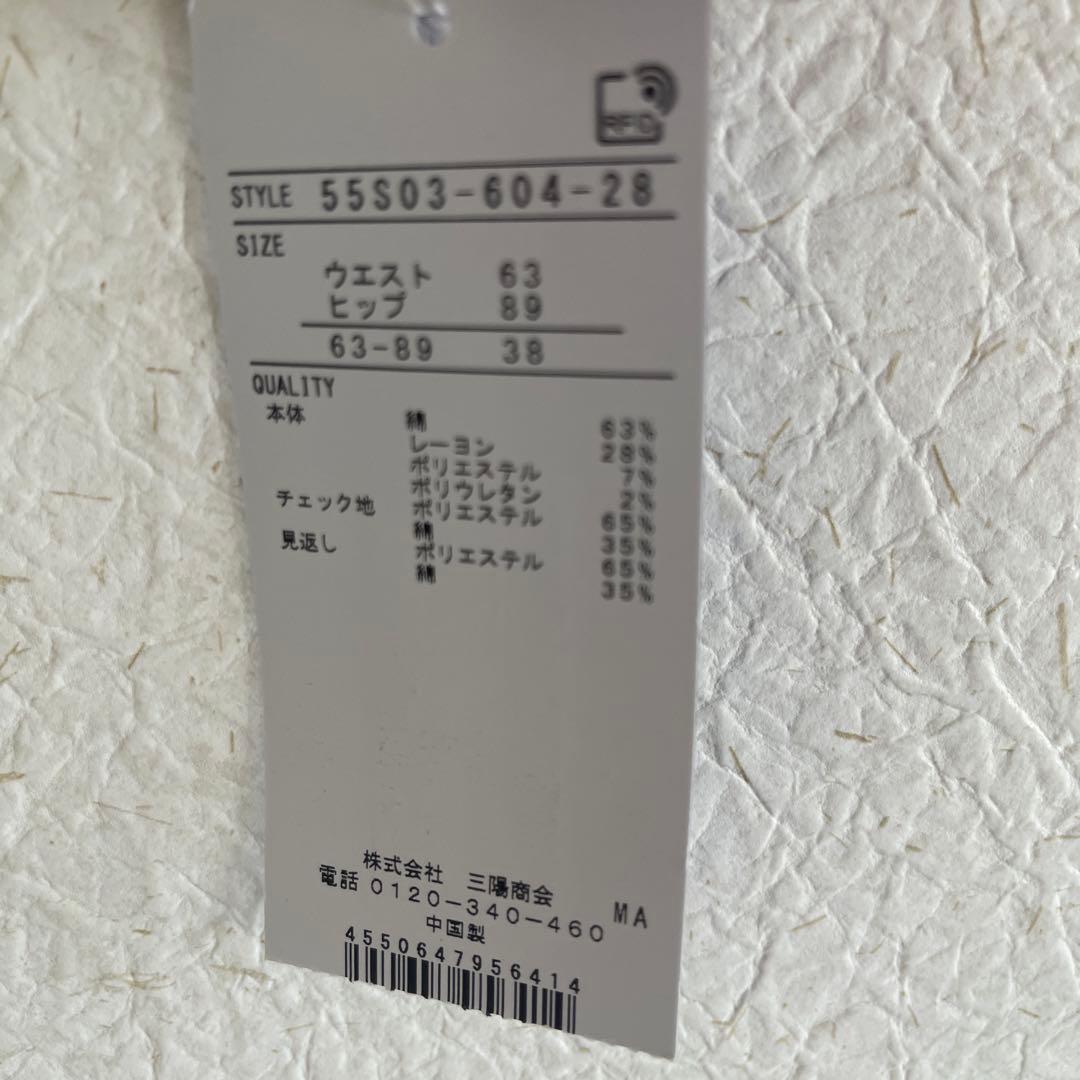 RFID
STYLE 55S03-604-28
SIZE
ウエスト 63
ヒップ 89
63-89 38
QUALITY
本体 綿 63%
レーヨン 28%
ポリエステル 7%
ポリウレタン 2%
チェック地 ポリエステル 65%
綿 35%
見返し ポリエステル 65%
綿 35%
株式会社 三陽商会
電話 0120-340-460 MA
中国製
4550647956414